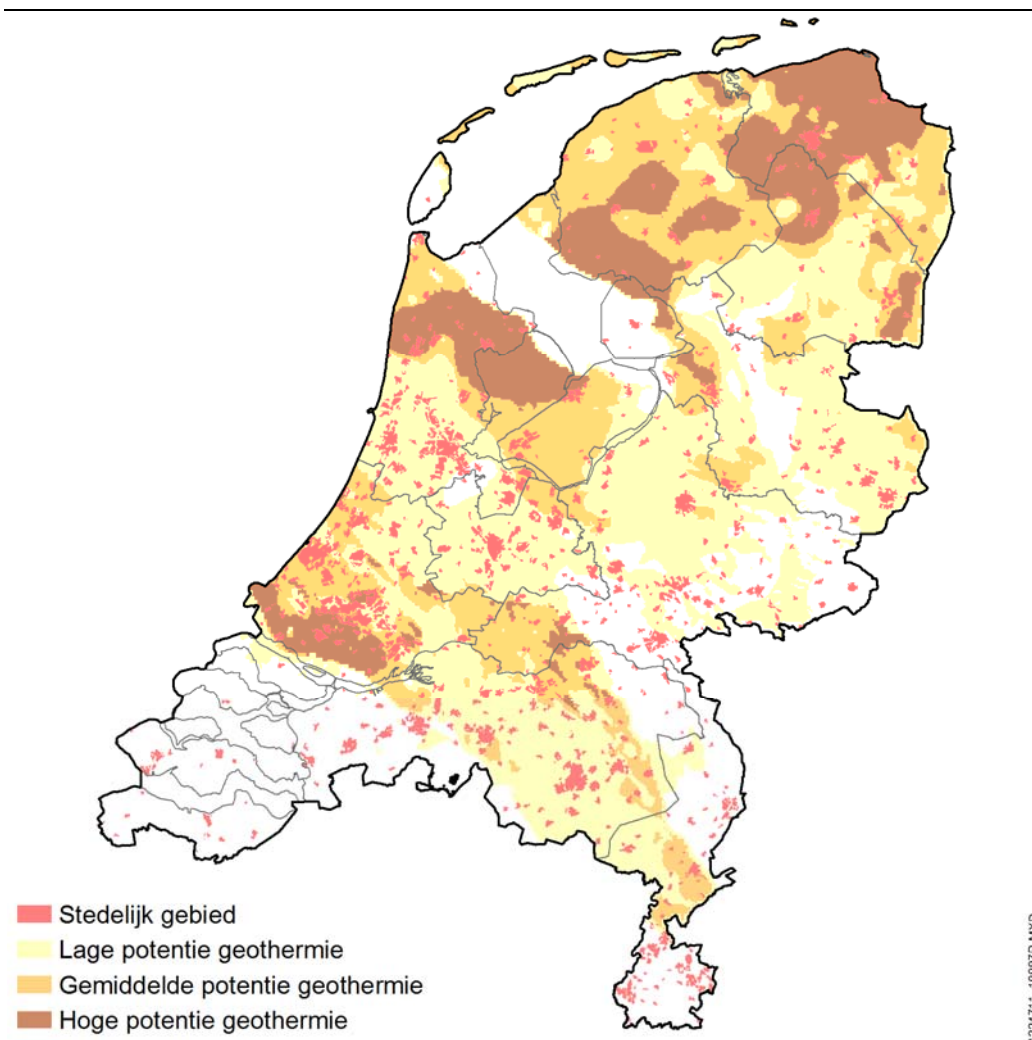 Stedelijk gebied
Lage potentie geothermie
Gemiddelde potentie geothermie
Hoge potentie geothermie